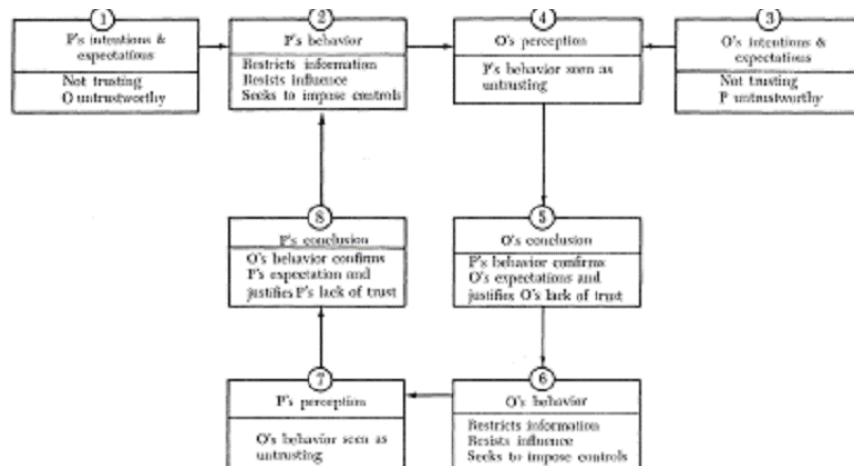 1
P's intentions &
expectations
Not trusting
O untrustworthy
2
P's behavior
Restricts information
Resists influence
Seeks to impose controls
4
O's perception
P's behavior seen as
untrusting
3
O's intentions &
expectations
Not trusting
P untrustworthy
8
P's conclusion
O's behavior confirms
P's expectation and
justifies P's lack of trust
5
O's conclusion
P's behavior confirms
O's expectations and
justifies O's lack of trust
7
P's perception
O's behavior seen as
untrusting
6
O's behavior
Restricts information
Resists influence
Seeks to impose controls